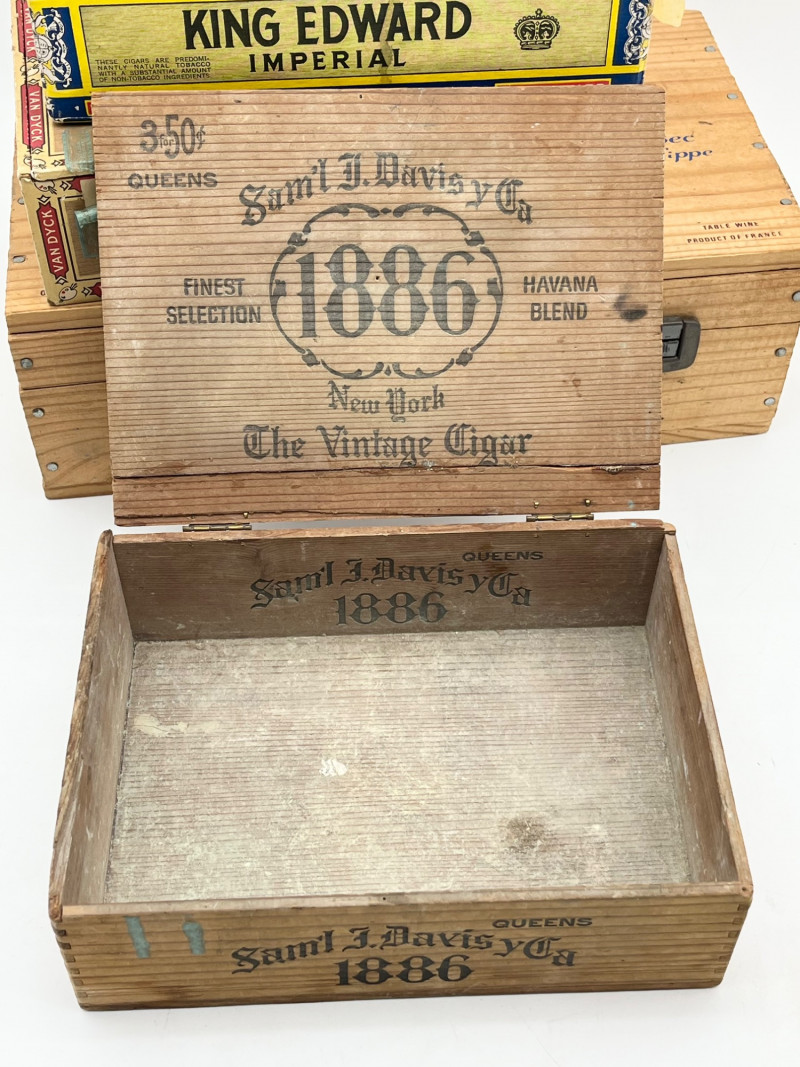 KING EDWARD
IMPERIAL
THESE CIGARS ARE PREDOMI-
NANTLY NATURAL TOBACCO
WITH A SUBSTANTIAL AMOUNT
OF NON-TOBACCO INGREDIENTS.
VAN DYCK
VAN DYCK
TABLE WINE
PRODUCT OF FRANCE
3 for 50¢
QUEENS
Sam'l I. Davis y Ca
1886
FINEST
SELECTION
HAVANA
BLEND
New York
The Vintage Cigar
QUEENS
Sam'l I. Davis y Ca
1886
QUEENS
Sam'l I. Davis y Ca
1886